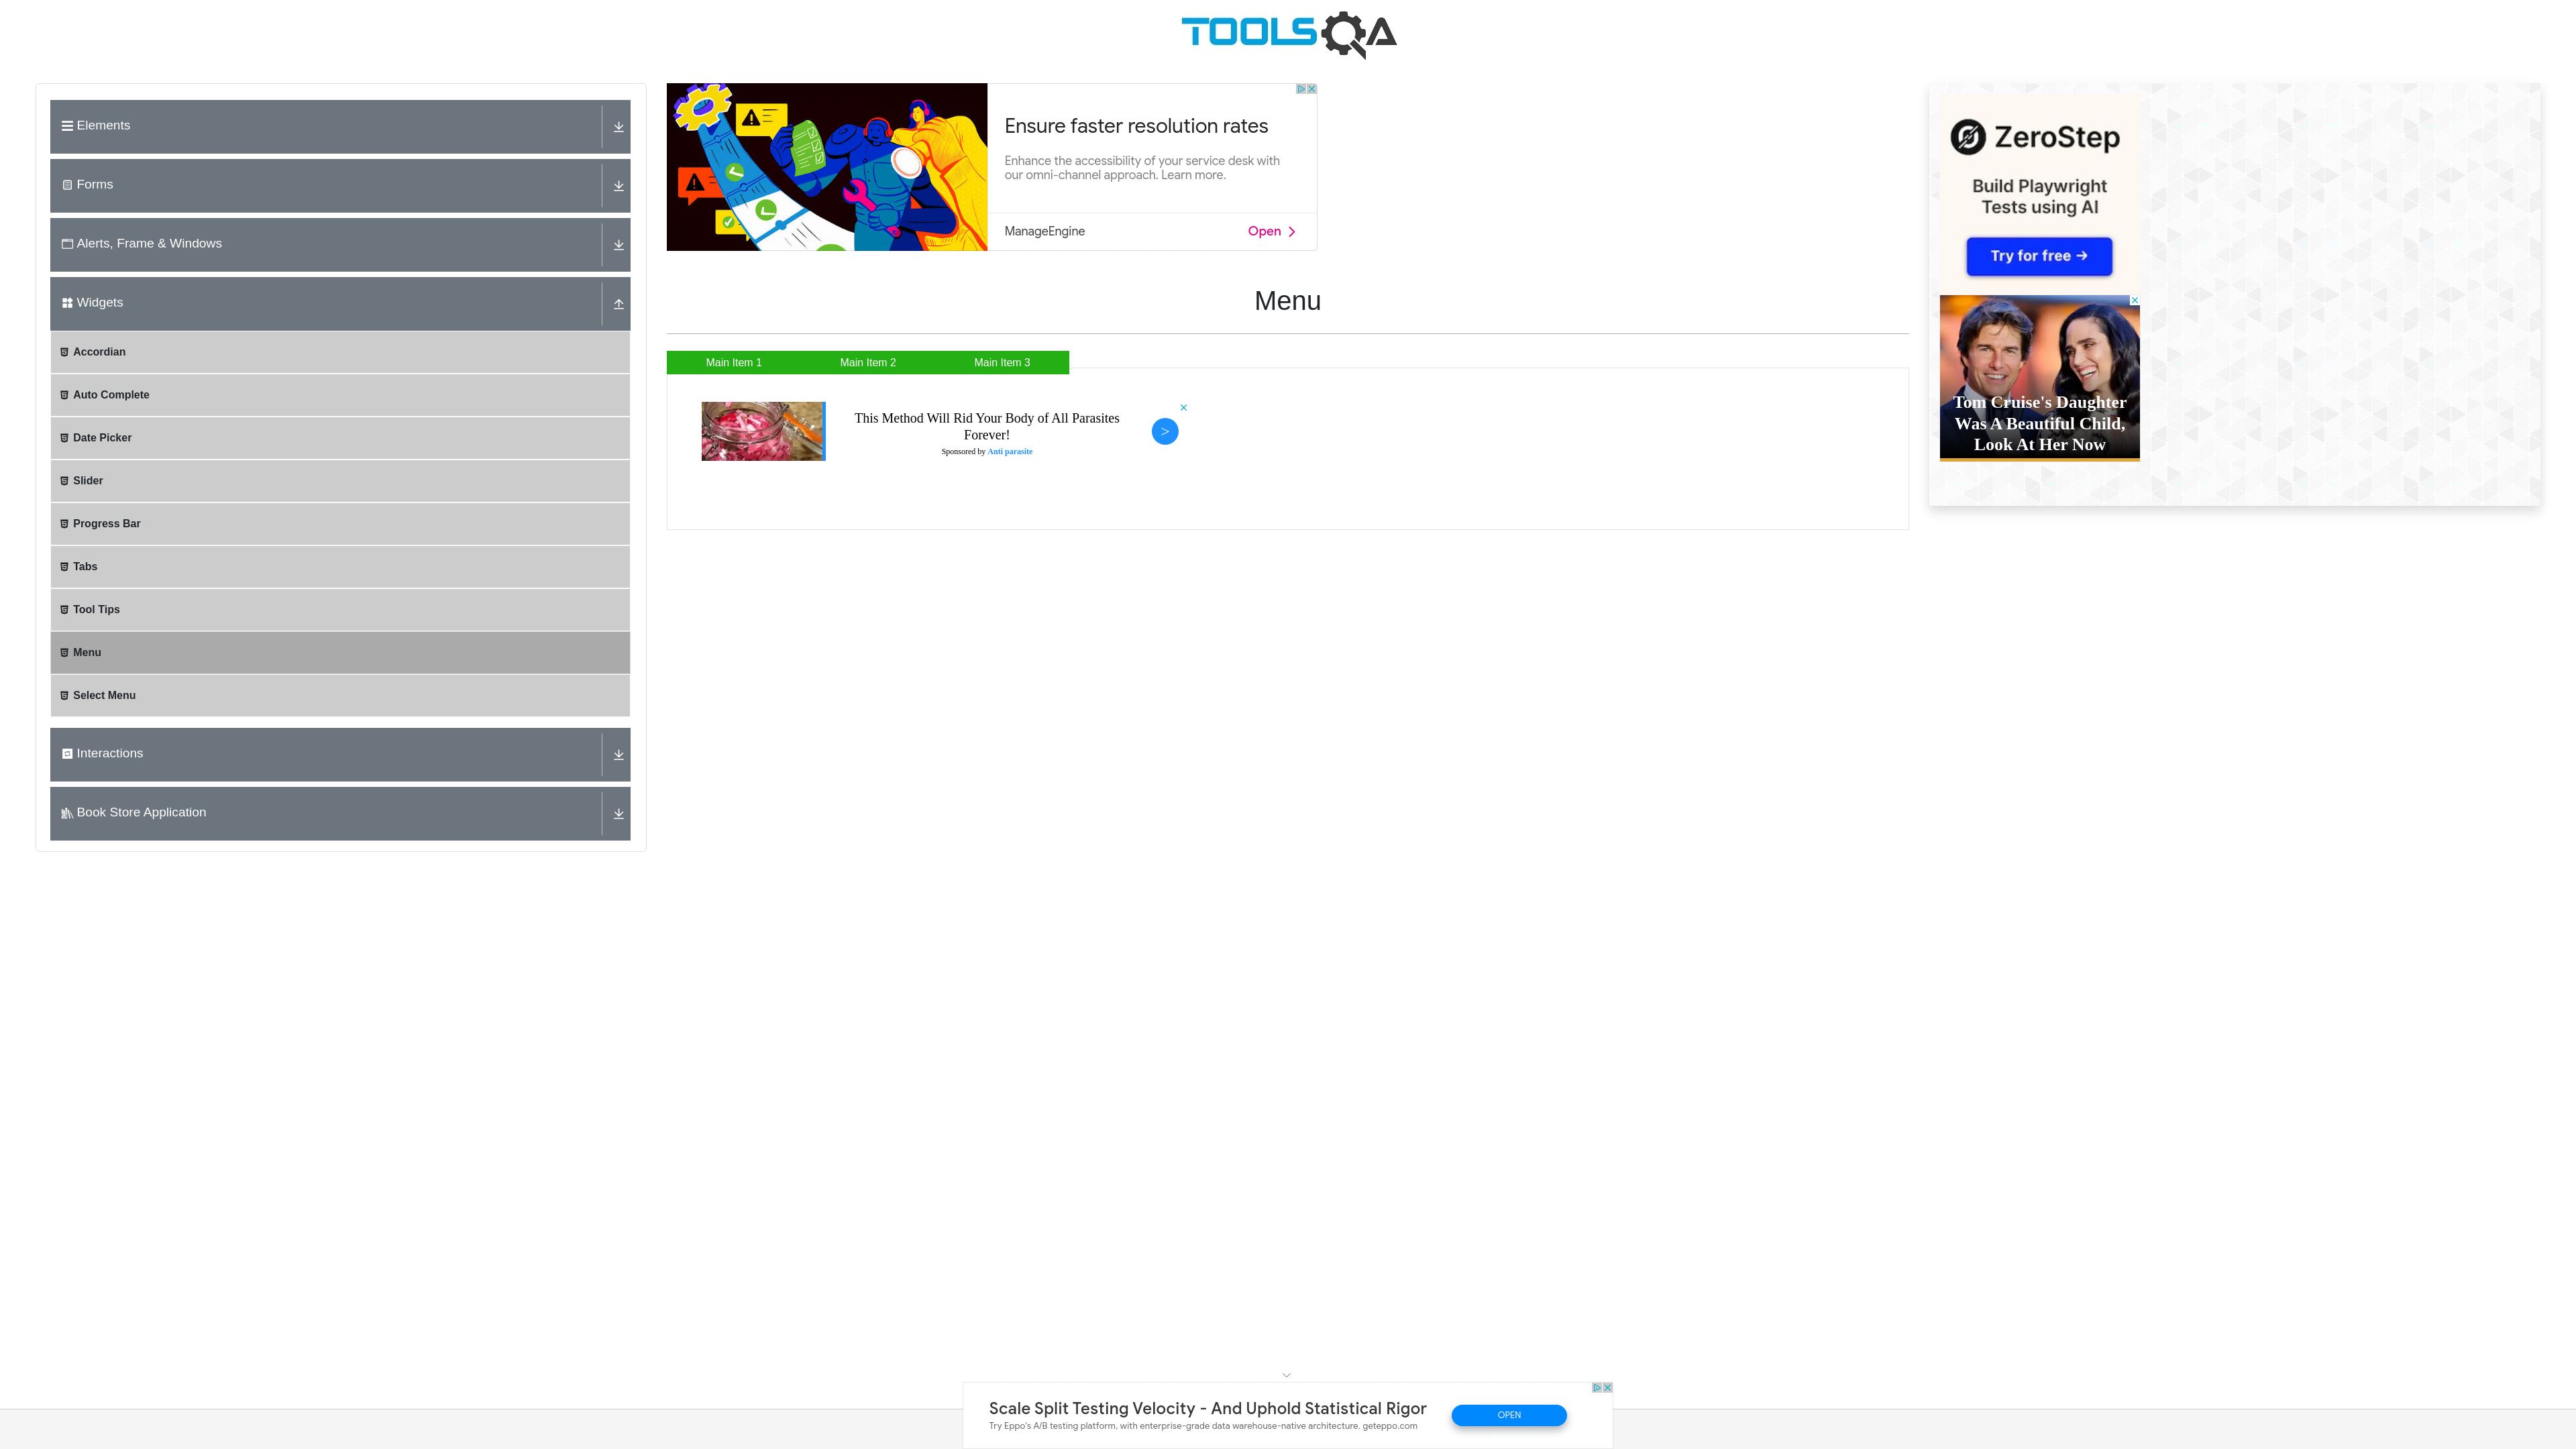 TOOLSQA
Elements
Forms
Alerts, Frame & Windows
Widgets
Accordian
Auto Complete
Date Picker
Slider
Progress Bar
Tabs
Tool Tips
Menu
Select Menu
Interactions
Book Store Application
Ensure faster resolution rates
Enhance the accessibility of your service desk with
our omni-channel approach. Learn more.
ManageEngine
Open
Menu
Main Item 1
Main Item 2
Main Item 3
This Method Will Rid Your Body of All Parasites
Forever!
Sponsored by Anti parasite
>
ZeroStep
Build Playwright
Tests using AI
Try for free →
Tom Cruise's Daughter
Was A Beautiful Child,
Look At Her Now
Scale Split Testing Velocity - And Uphold Statistical Rigor
Try Eppo's A/B testing platform, with enterprise-grade data warehouse-native architecture. geteppo.com
OPEN